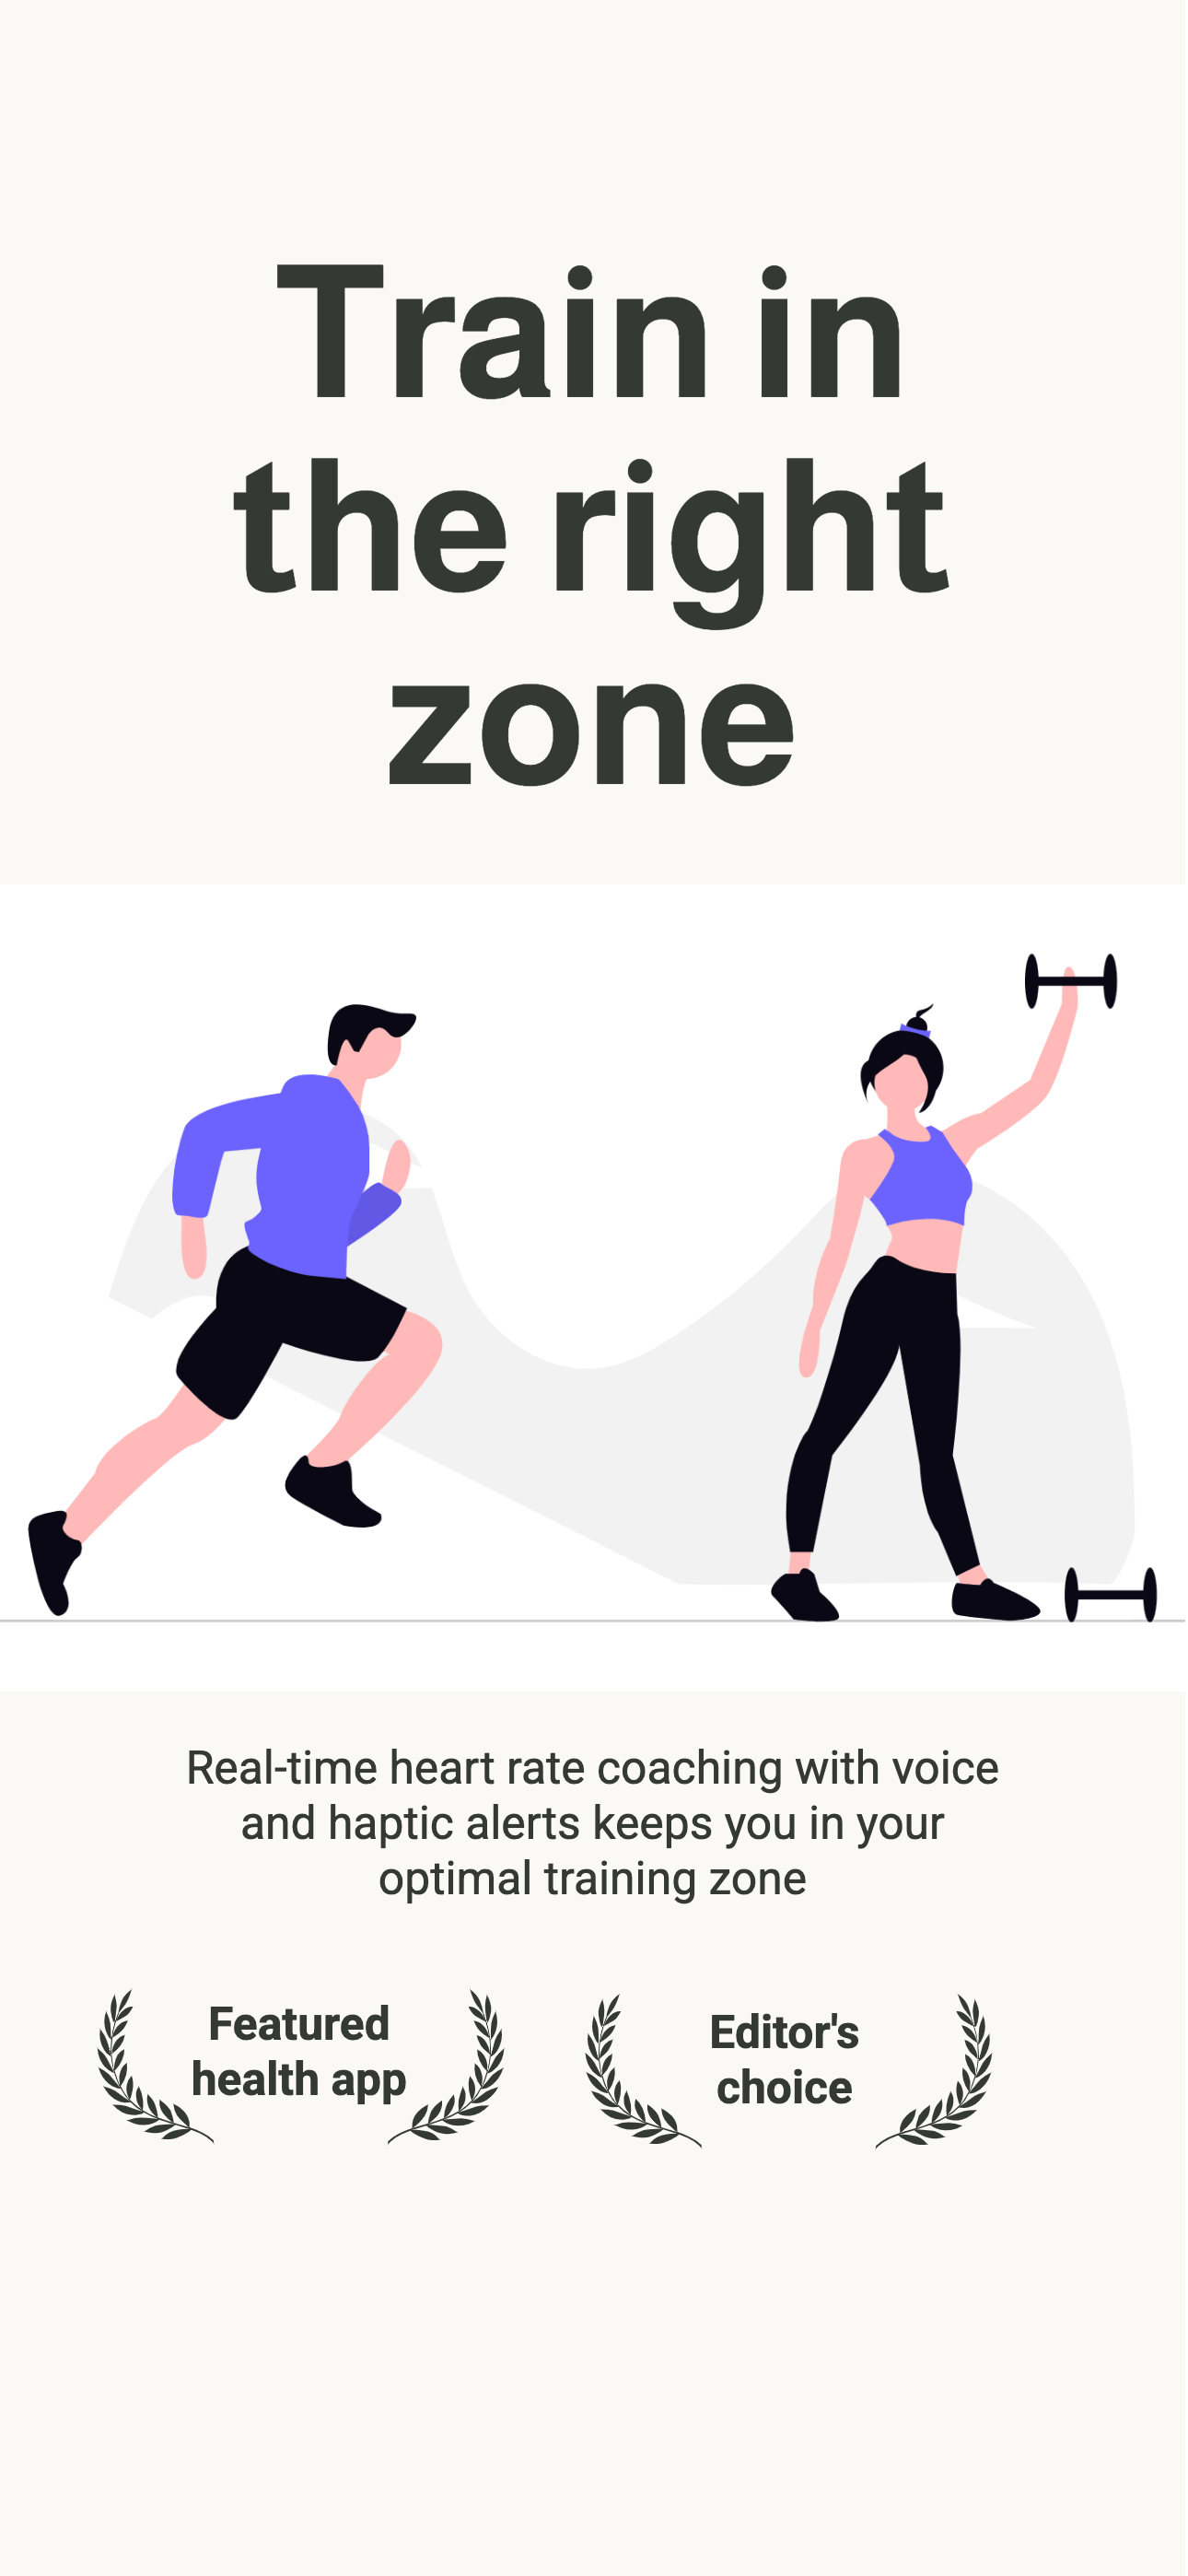 Train in
the right
zone
Real-time heart rate coaching with voice
and haptic alerts keeps you in your
optimal training zone
Featured
health app
Editor's
choice